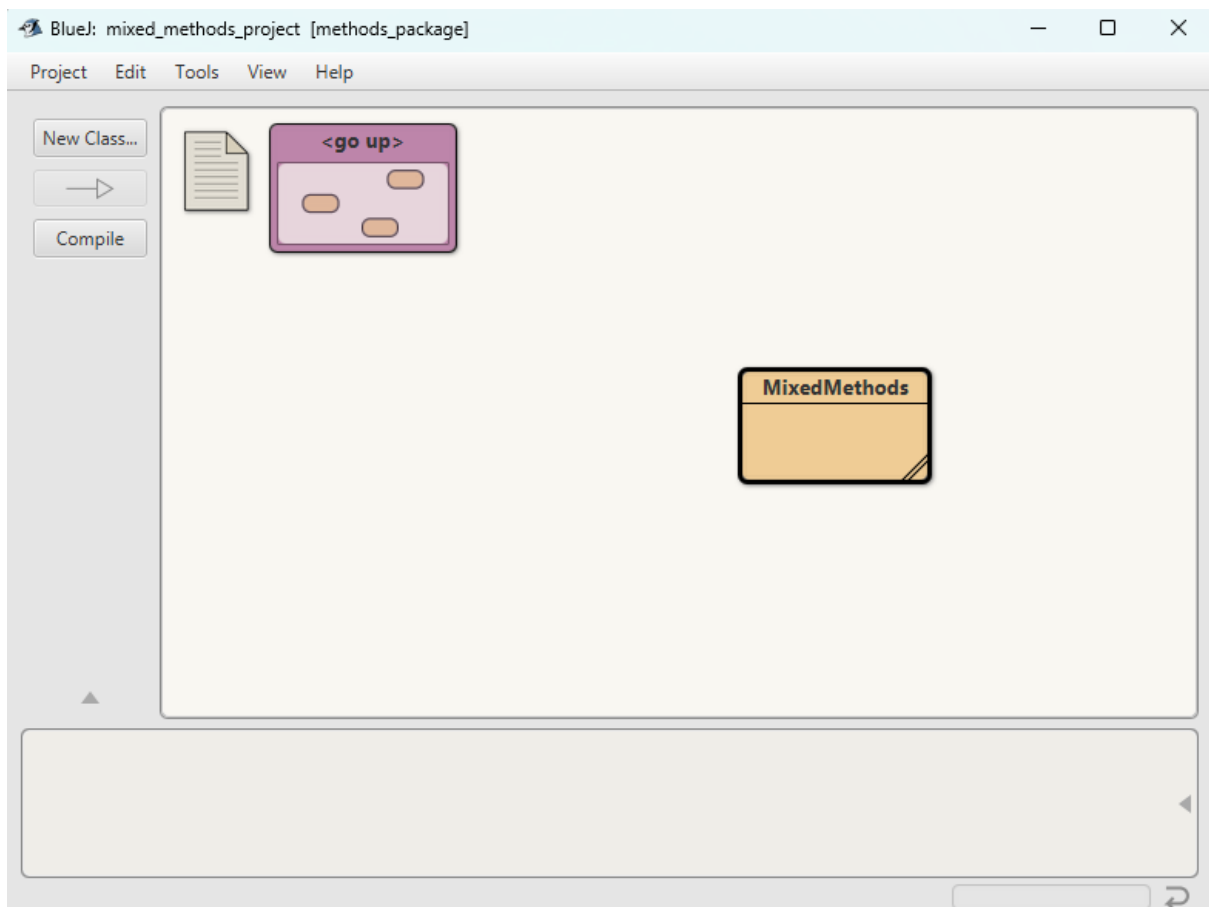 BlueJ: mixed_methods_project [methods_package]
Project Edit Tools View Help
New Class...
<go up>
Compile
MixedMethods